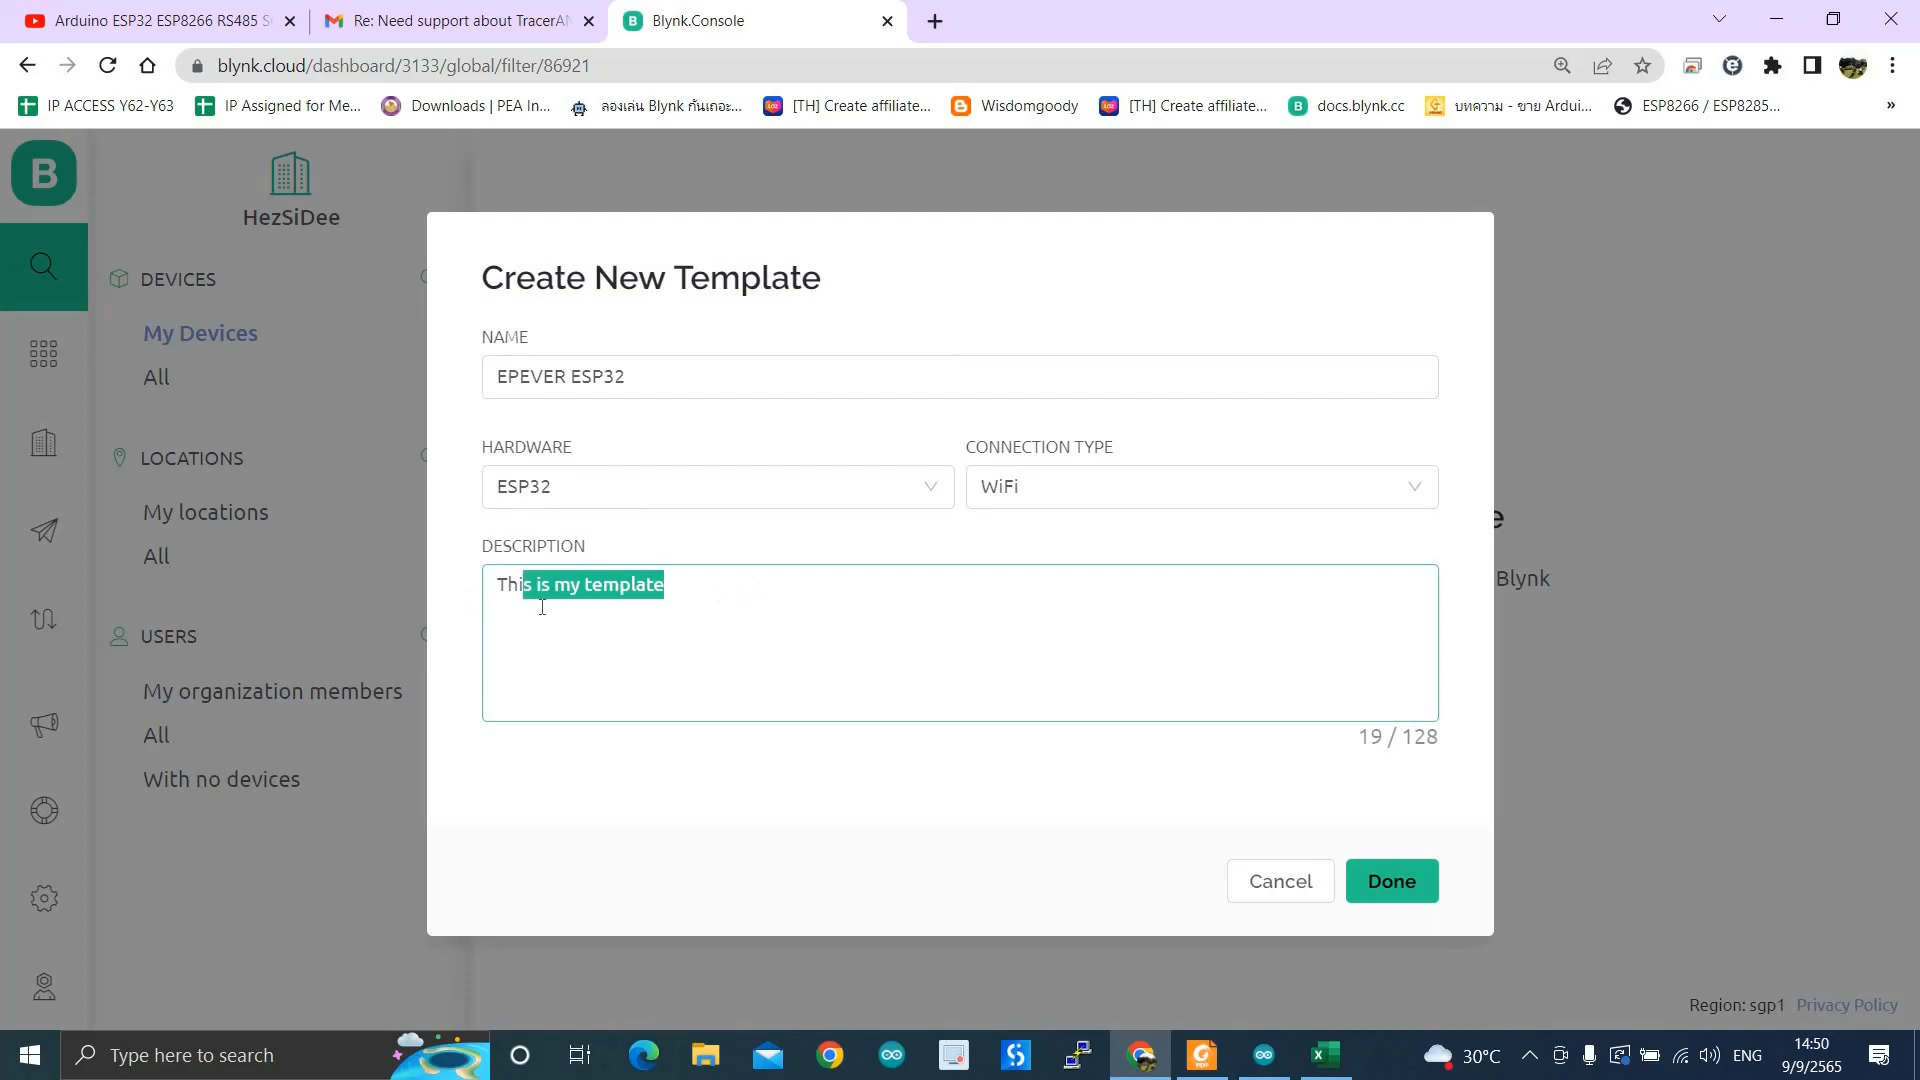 Arduino ESP32 ESP8266 RS485 S
Re: Need support about TracerAN
B Blynk.Console
blynk.cloud/dashboard/3133/global/filter/86921
IP ACCESS Y62-Y63
IP Assigned for Me...
Downloads | PEA In...
ลองเล่น Blynk กันเถอะ...
[TH] Create affiliate...
Wisdomgoody
[TH] Create affiliate...
B docs.blynk.cc
บทความ - ขาย Ardui...
ESP8266 / ESP8285...
»
B
HezSiDee
DEVICES
My Devices
All
LOCATIONS
My locations
All
USERS
My organization members
All
With no devices
Create New Template
NAME
EPEVER ESP32
HARDWARE
CONNECTION TYPE
ESP32
WiFi
DESCRIPTION
This is my template
19 / 128
Cancel
Done
e
Blynk
Region: sgp1 Privacy Policy
Type here to search
30°C
ENG
14:50
9/9/2565